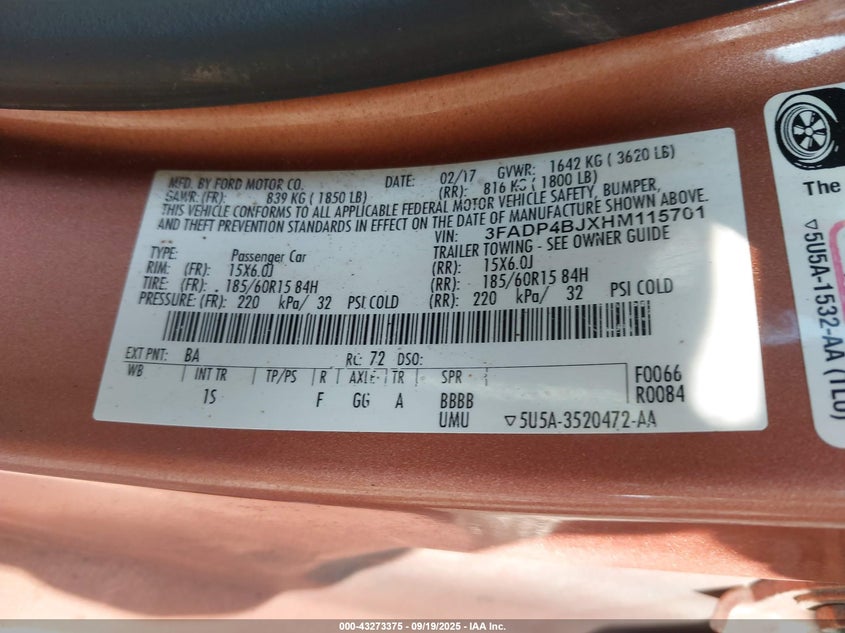 MFD. BY FORD MOTOR CO. DATE: 02/17 GVWR: 1642 KG ( 3620 LB)
GAWR: (FR): 839 KG ( 1850 LB) (RR): 816 KG ( 1800 LB)
THIS VEHICLE CONFORMS TO ALL APPLICABLE FEDERAL MOTOR VEHICLE SAFETY, BUMPER,
AND THEFT PREVENTION STANDARDS IN EFFECT ON THE DATE OF MANUFACTURE SHOWN ABOVE.
VIN: 3FADP4BJXHM115701
TYPE: Passenger Car TRAILER TOWING - SEE OWNER GUIDE
RIM: (FR): 15X6.0J (RR): 15X6.0J
TIRE: (FR): 185/60R15 84H (RR): 185/60R15 84H
PRESSURE: (FR): 220 kPa/ 32 PSI COLD (RR): 220 kPa/ 32 PSI COLD
EXT PNT: BA RC: 72 DSO:
WB INT TR TP/PS R AXLE TR SPR F0066
1S F GG A BBBB R0084
UMU ▽5U5A-3520472-AA
The
▽5U5A-1532-AA (TL0)
000-43273375 - 09/19/2025 - IAA Inc.